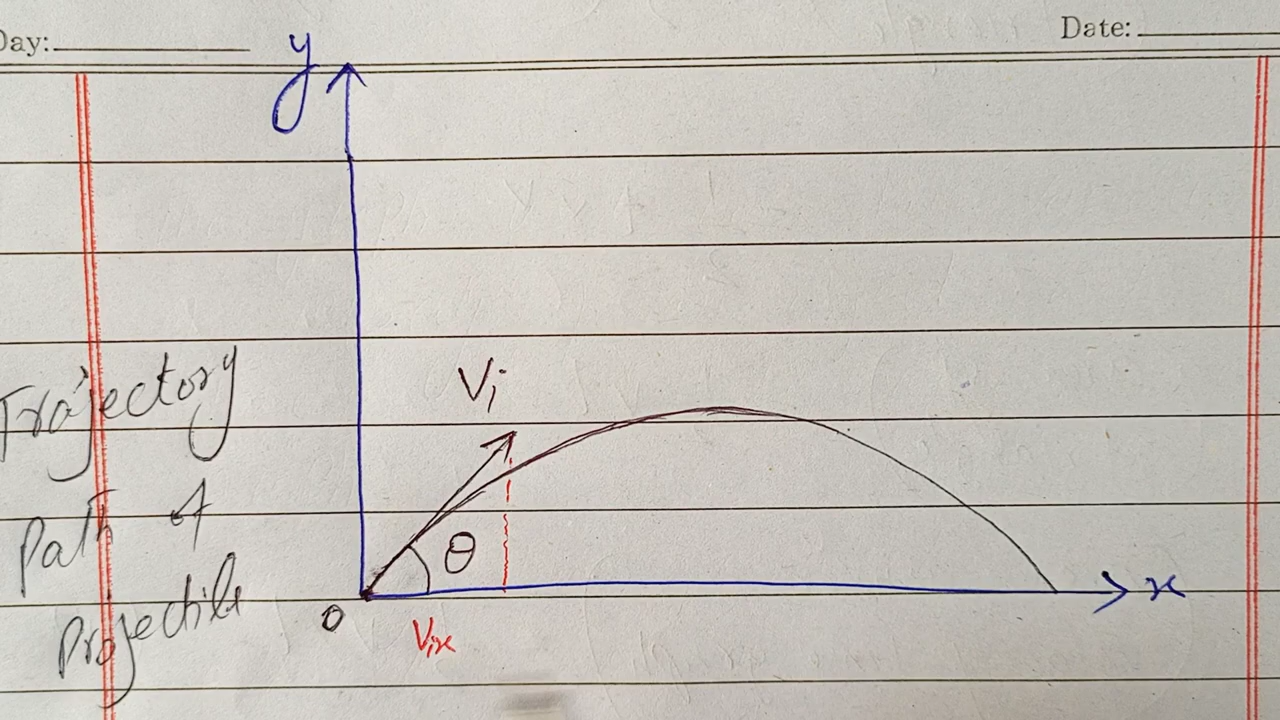 Day:
Date:
y
Vi
Trajectory
Path of
Projectile
θ
x
O
Vix